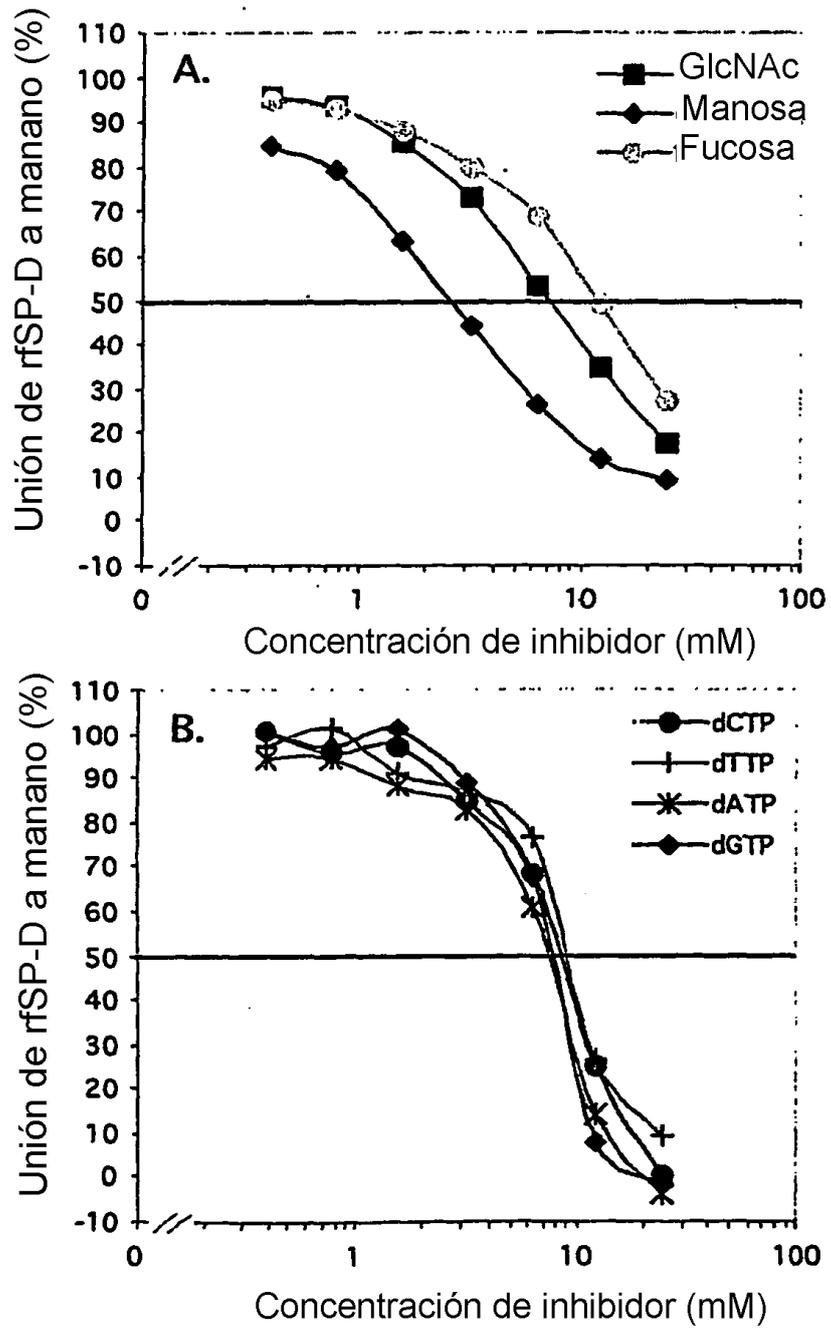 A.
GlcNAc
Manosa
Fucosa
Unión de rfSP-D a manano (%)
110
100
90
80
70
60
50
40
30
20
10
0
-10
0
1
10
100
Concentración de inhibidor (mM)
B.
dCTP
dTTP
dATP
dGTP
Unión de rfSP-D a manano (%)
110
100
90
80
70
60
50
40
30
20
10
0
-10
0
1
10
100
Concentración de inhibidor (mM)